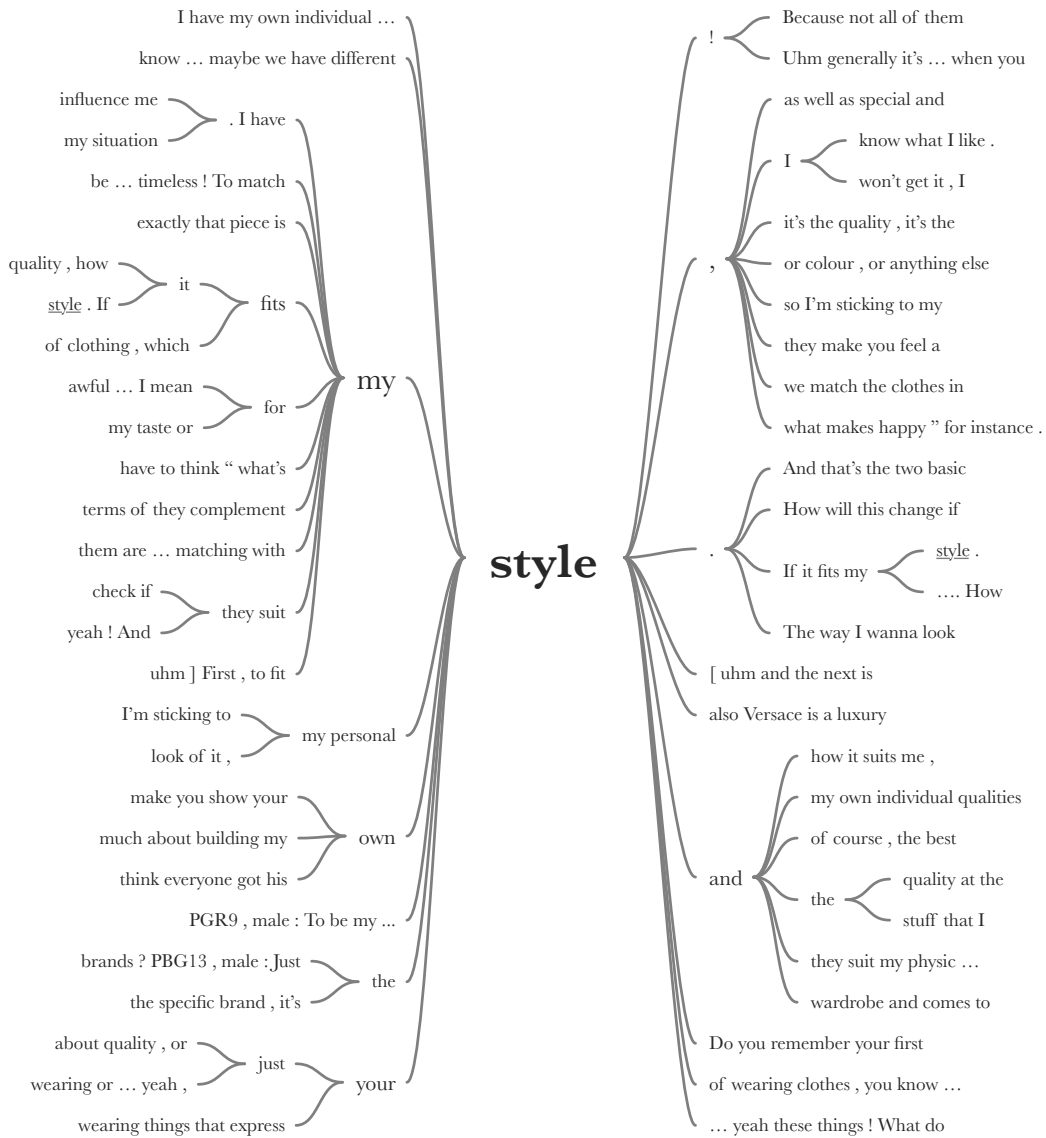 I have my own individual …
know … maybe we have different
influence me
my situation
. I have
be … timeless ! To match
exactly that piece is
quality , how
style . If
it
of clothing , which
fits
awful … I mean
my taste or
for
have to think “ what’s
terms of they complement
them are … matching with
check if
yeah ! And
they suit
uhm ] First , to fit
my
I’m sticking to
look of it ,
my personal
make you show your
much about building my
think everyone got his
own
PGR9 , male : To be my ...
brands ? PBG13 , male : Just
the specific brand , it’s
the
about quality , or
wearing or … yeah ,
just
wearing things that express
your
style
!
Because not all of them
Uhm generally it’s … when you
,
as well as special and
I
know what I like .
won’t get it , I
it’s the quality , it’s the
or colour , or anything else
so I’m sticking to my
they make you feel a
we match the clothes in
what makes happy ” for instance .
.
And that’s the two basic
How will this change if
If it fits my
style .
…. How
The way I wanna look
[ uhm and the next is
also Versace is a luxury
and
how it suits me ,
my own individual qualities
of course , the best
the
quality at the
stuff that I
they suit my physic …
wardrobe and comes to
Do you remember your first
of wearing clothes , you know …
… yeah these things ! What do